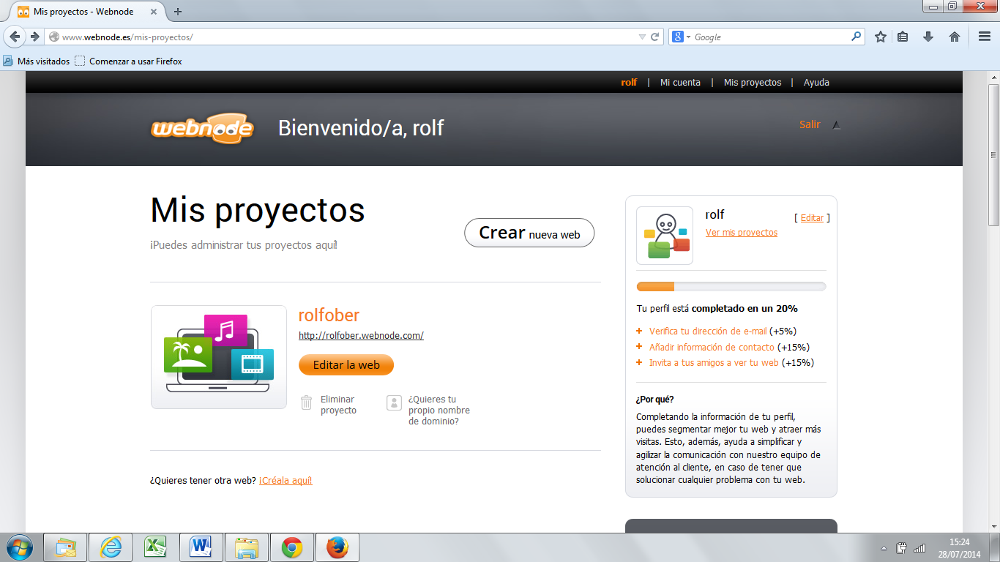 Mis proyectos - Webnode
www.webnode.es/mis-proyectos/
Google
Más visitados
Comenzar a usar Firefox
rolf | Mi cuenta | Mis proyectos | Ayuda
webnode
Bienvenido/a, rolf
Salir
Mis proyectos
¡Puedes administrar tus proyectos aquí!
Crear nueva web
rolfober
http://rolfober.webnode.com/
Editar la web
Eliminar
proyecto
¿Quieres tu
propio nombre
de dominio?
¿Quieres tener otra web? ¡Créala aquí!
rolf
[ Editar ]
Ver mis proyectos
Tu perfil está completado en un 20%
Verifica tu dirección de e-mail (+5%)
Añadir información de contacto (+15%)
Invita a tus amigos a ver tu web (+15%)
¿Por qué?
Completando la información de tu perfil,
puedes segmentar mejor tu web y atraer más
visitas. Esto, además, ayuda a simplificar y
agilizar la comunicación con nuestro equipo de
atención al cliente, en caso de tener que
solucionar cualquier problema con tu web.
15:24
28/07/2014